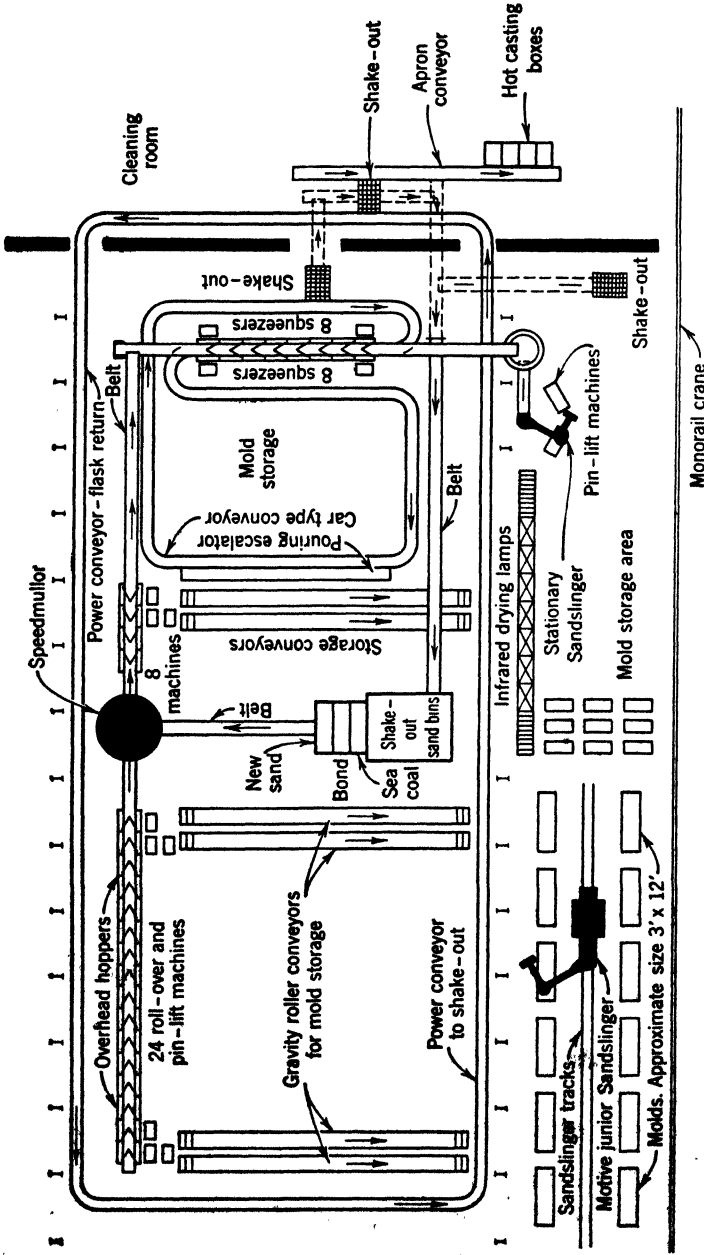 Cleaning
room
Shake-out
Apron
conveyor
Hot casting
boxes
Power conveyor-flask return
Belt
Shake-out
8 squeezers
8 squeezers
Shake-out
Mold
storage
Car type conveyor
Pouring escalator
Belt
Pin-lift machines
Monorail crane
Speedmullor
8
machines
Storage conveyors
Infrared drying lamps
Stationary
Sandslinger
Mold storage area
Belt
New
sand
Bond
Sea
coal
Shake-
out
sand bins
Overhead hoppers
24 roll-over and
pin-lift machines
Gravity roller conveyors
for mold storage
Power conveyor
to shake-out
Sandslinger tracks
Motive junior Sandslinger
Molds. Approximate size 3' x 12'